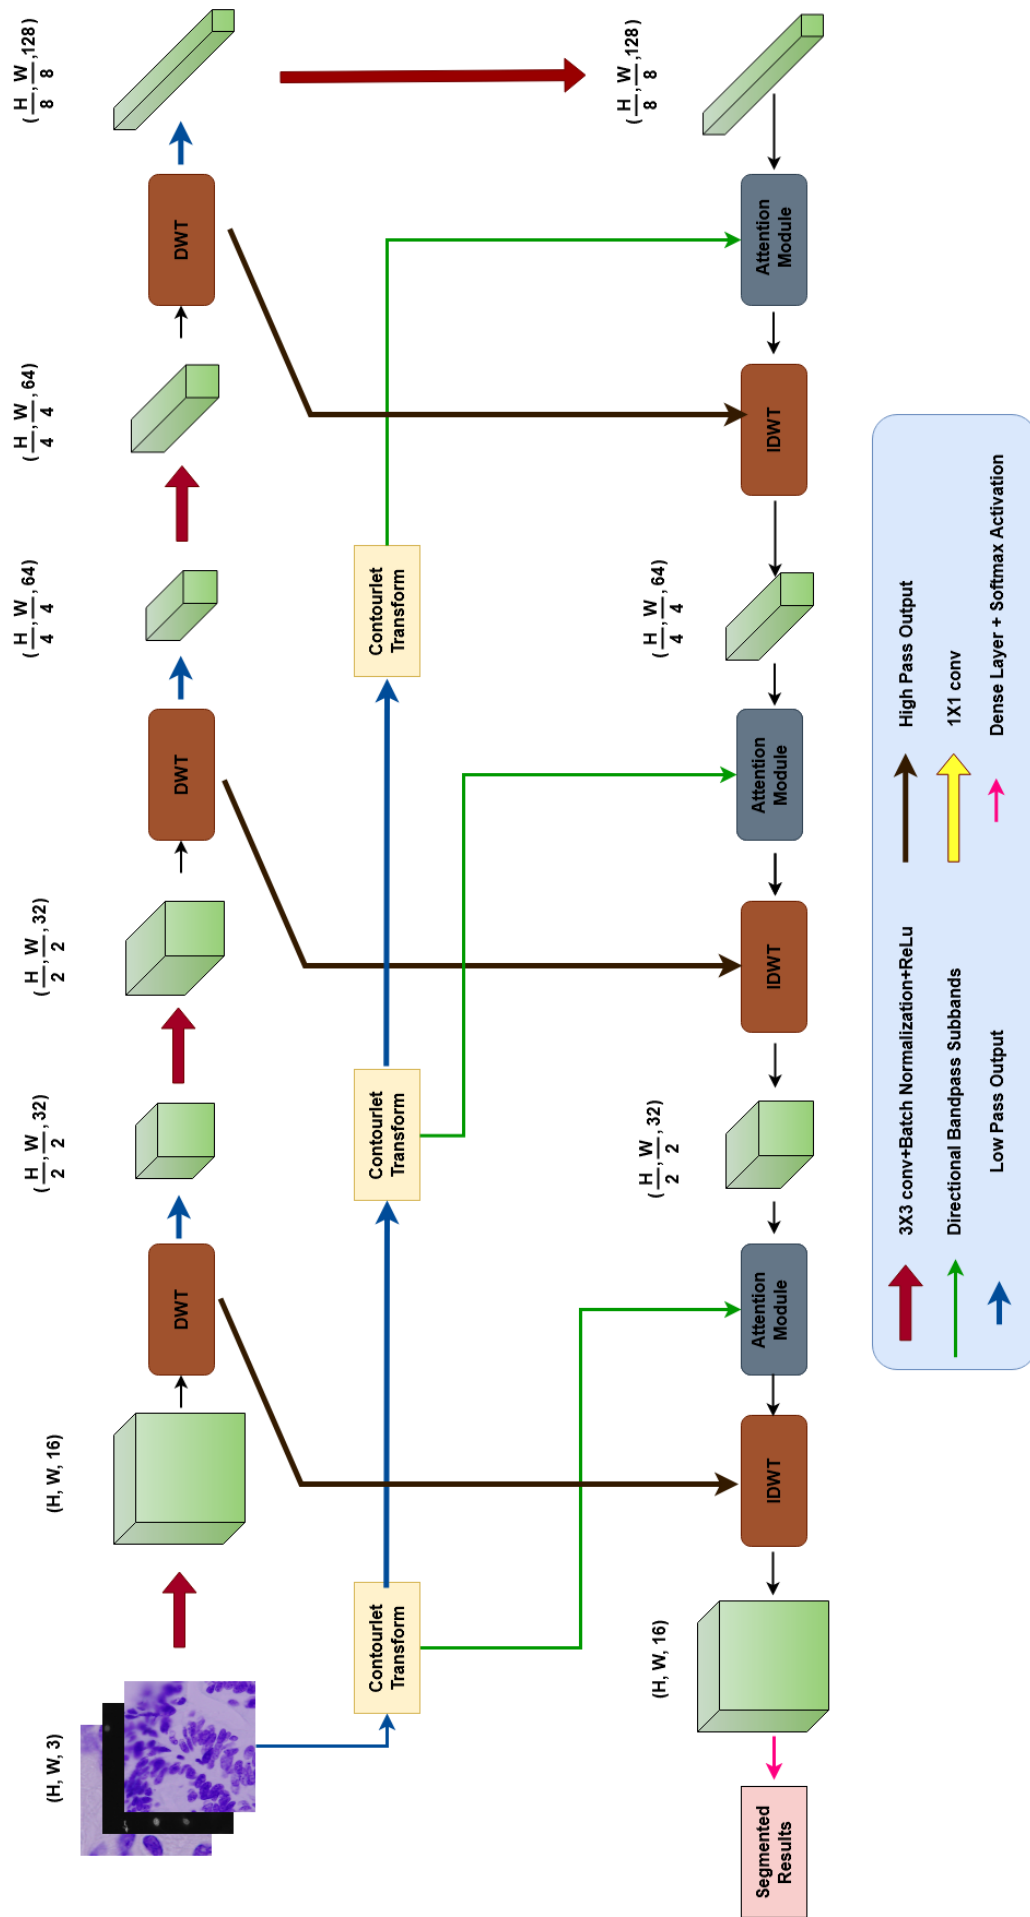 (H, W, 3)
(H, W, 16)
(H/2, W/2, 32)
(H/2, W/2, 32)
(H/4, W/4, 64)
(H/4, W/4, 64)
(H/8, W/8, 128)
DWT
DWT
DWT
Contourlet
Transform
Contourlet
Transform
Contourlet
Transform
(H, W, 16)
(H/2, W/2, 32)
(H/4, W/4, 64)
(H/8, W/8, 128)
Segmented
Results
IDWT
Attention
Module
IDWT
Attention
Module
IDWT
Attention
Module
3X3 conv+Batch Normalization+ReLu
High Pass Output
Directional Bandpass Subbands
1X1 conv
Low Pass Output
Dense Layer + Softmax Activation